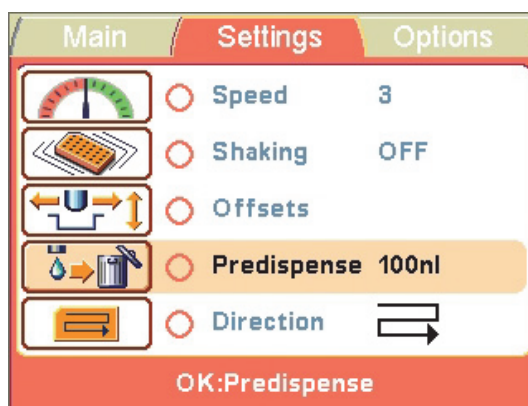 Main Settings Options
Speed 3
Shaking OFF
Offsets
Predispense 100nl
Direction
OK:Predispense